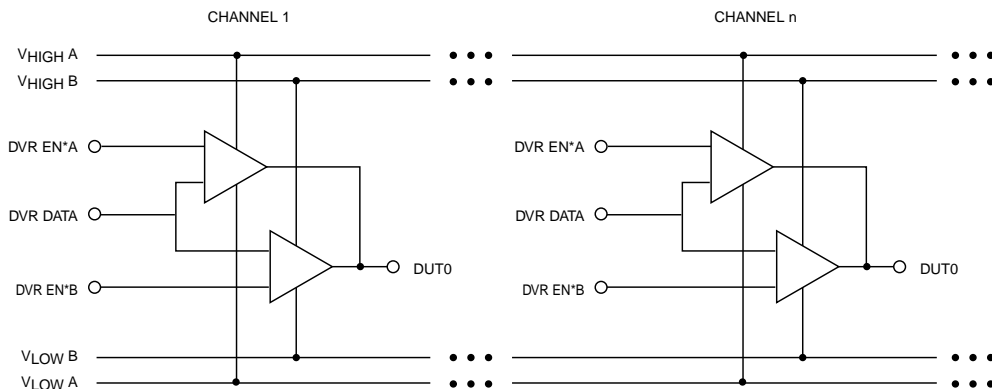 CHANNEL 1
VHIGH A
VHIGH B
DVR EN*A
DVR DATA
DVR EN*B
DUT0
VLOW B
VLOW A
CHANNEL n
DVR EN*A
DVR DATA
DVR EN*B
DUT0